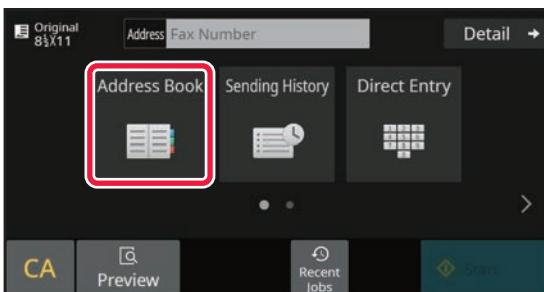 Original
8½X11
Address Fax Number
Detail
Address Book
Sending History
Direct Entry
CA
Preview
Recent
Jobs
Start